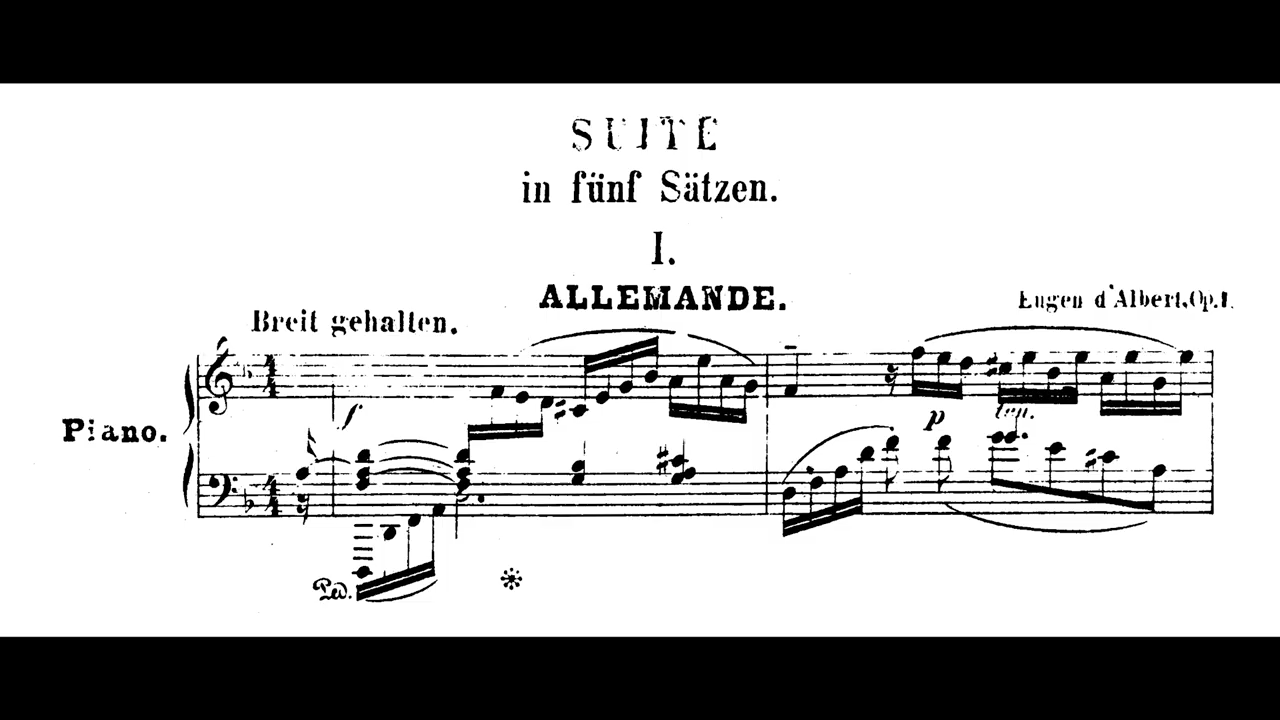 SUITE
in fünf Sätzen.
I.
ALLEMANDE.
Eugen d'Albert, Op. 1.
Breit gehalten.
Piano.
f
p
ten.
Ped.